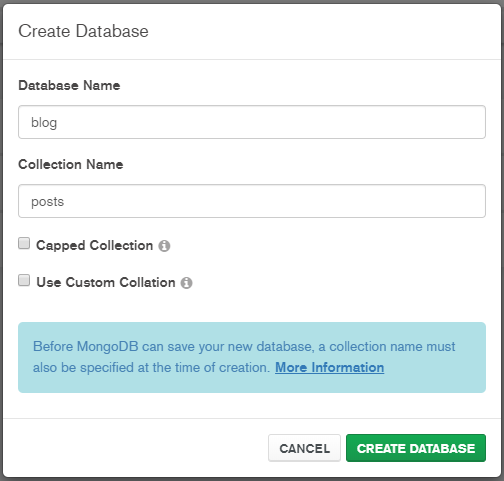 Create Database
Database Name
blog
Collection Name
posts
Capped Collection
Use Custom Collation
Before MongoDB can save your new database, a collection name must
also be specified at the time of creation. More Information
CANCEL CREATE DATABASE